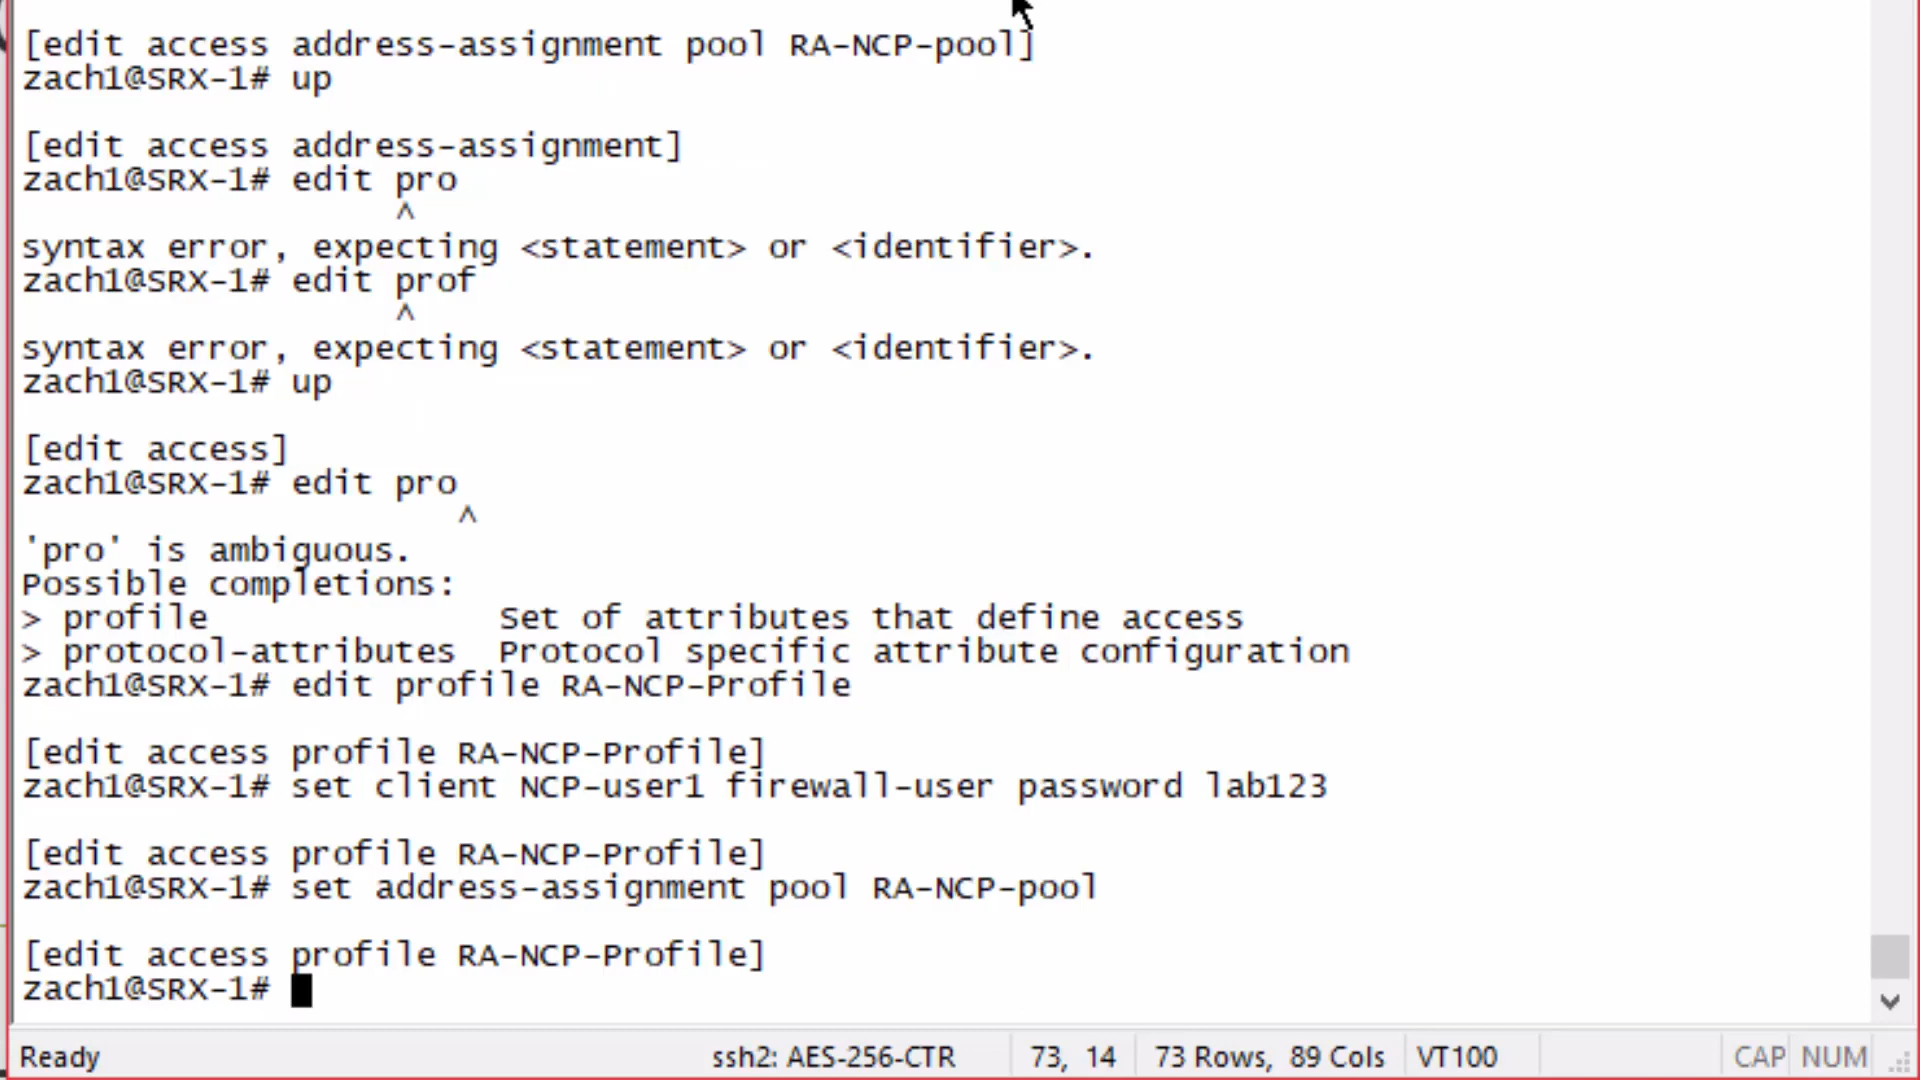 [edit access address-assignment pool RA-NCP-pool]
zach1@SRX-1# up
[edit access address-assignment]
zach1@SRX-1# edit pro
^
syntax error, expecting <statement> or <identifier>.
zach1@SRX-1# edit prof
^
syntax error, expecting <statement> or <identifier>.
zach1@SRX-1# up
[edit access]
zach1@SRX-1# edit pro
^
'pro' is ambiguous.
Possible completions:
> profile Set of attributes that define access
> protocol-attributes Protocol specific attribute configuration
zach1@SRX-1# edit profile RA-NCP-Profile
[edit access profile RA-NCP-Profile]
zach1@SRX-1# set client NCP-user1 firewall-user password lab123
[edit access profile RA-NCP-Profile]
zach1@SRX-1# set address-assignment pool RA-NCP-pool
[edit access profile RA-NCP-Profile]
zach1@SRX-1#
Ready ssh2: AES-256-CTR 73, 14 73 Rows, 89 Cols VT100 CAP NUM